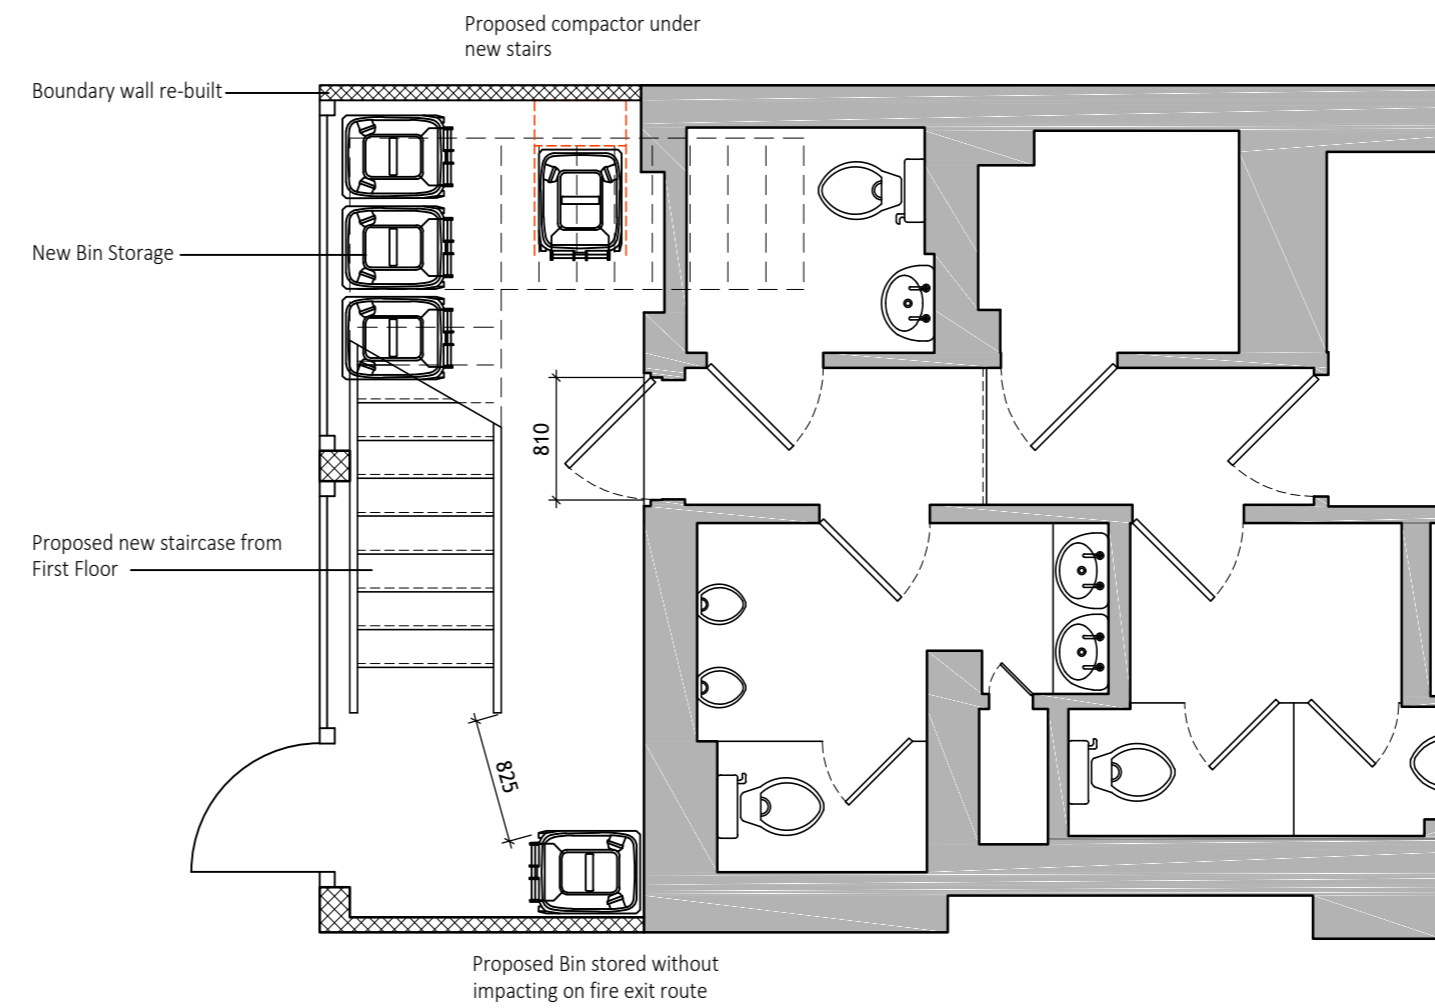 Proposed compactor under
new stairs
Boundary wall re-built
New Bin Storage
810
Proposed new staircase from
First Floor
825
Proposed Bin stored without
impacting on fire exit route